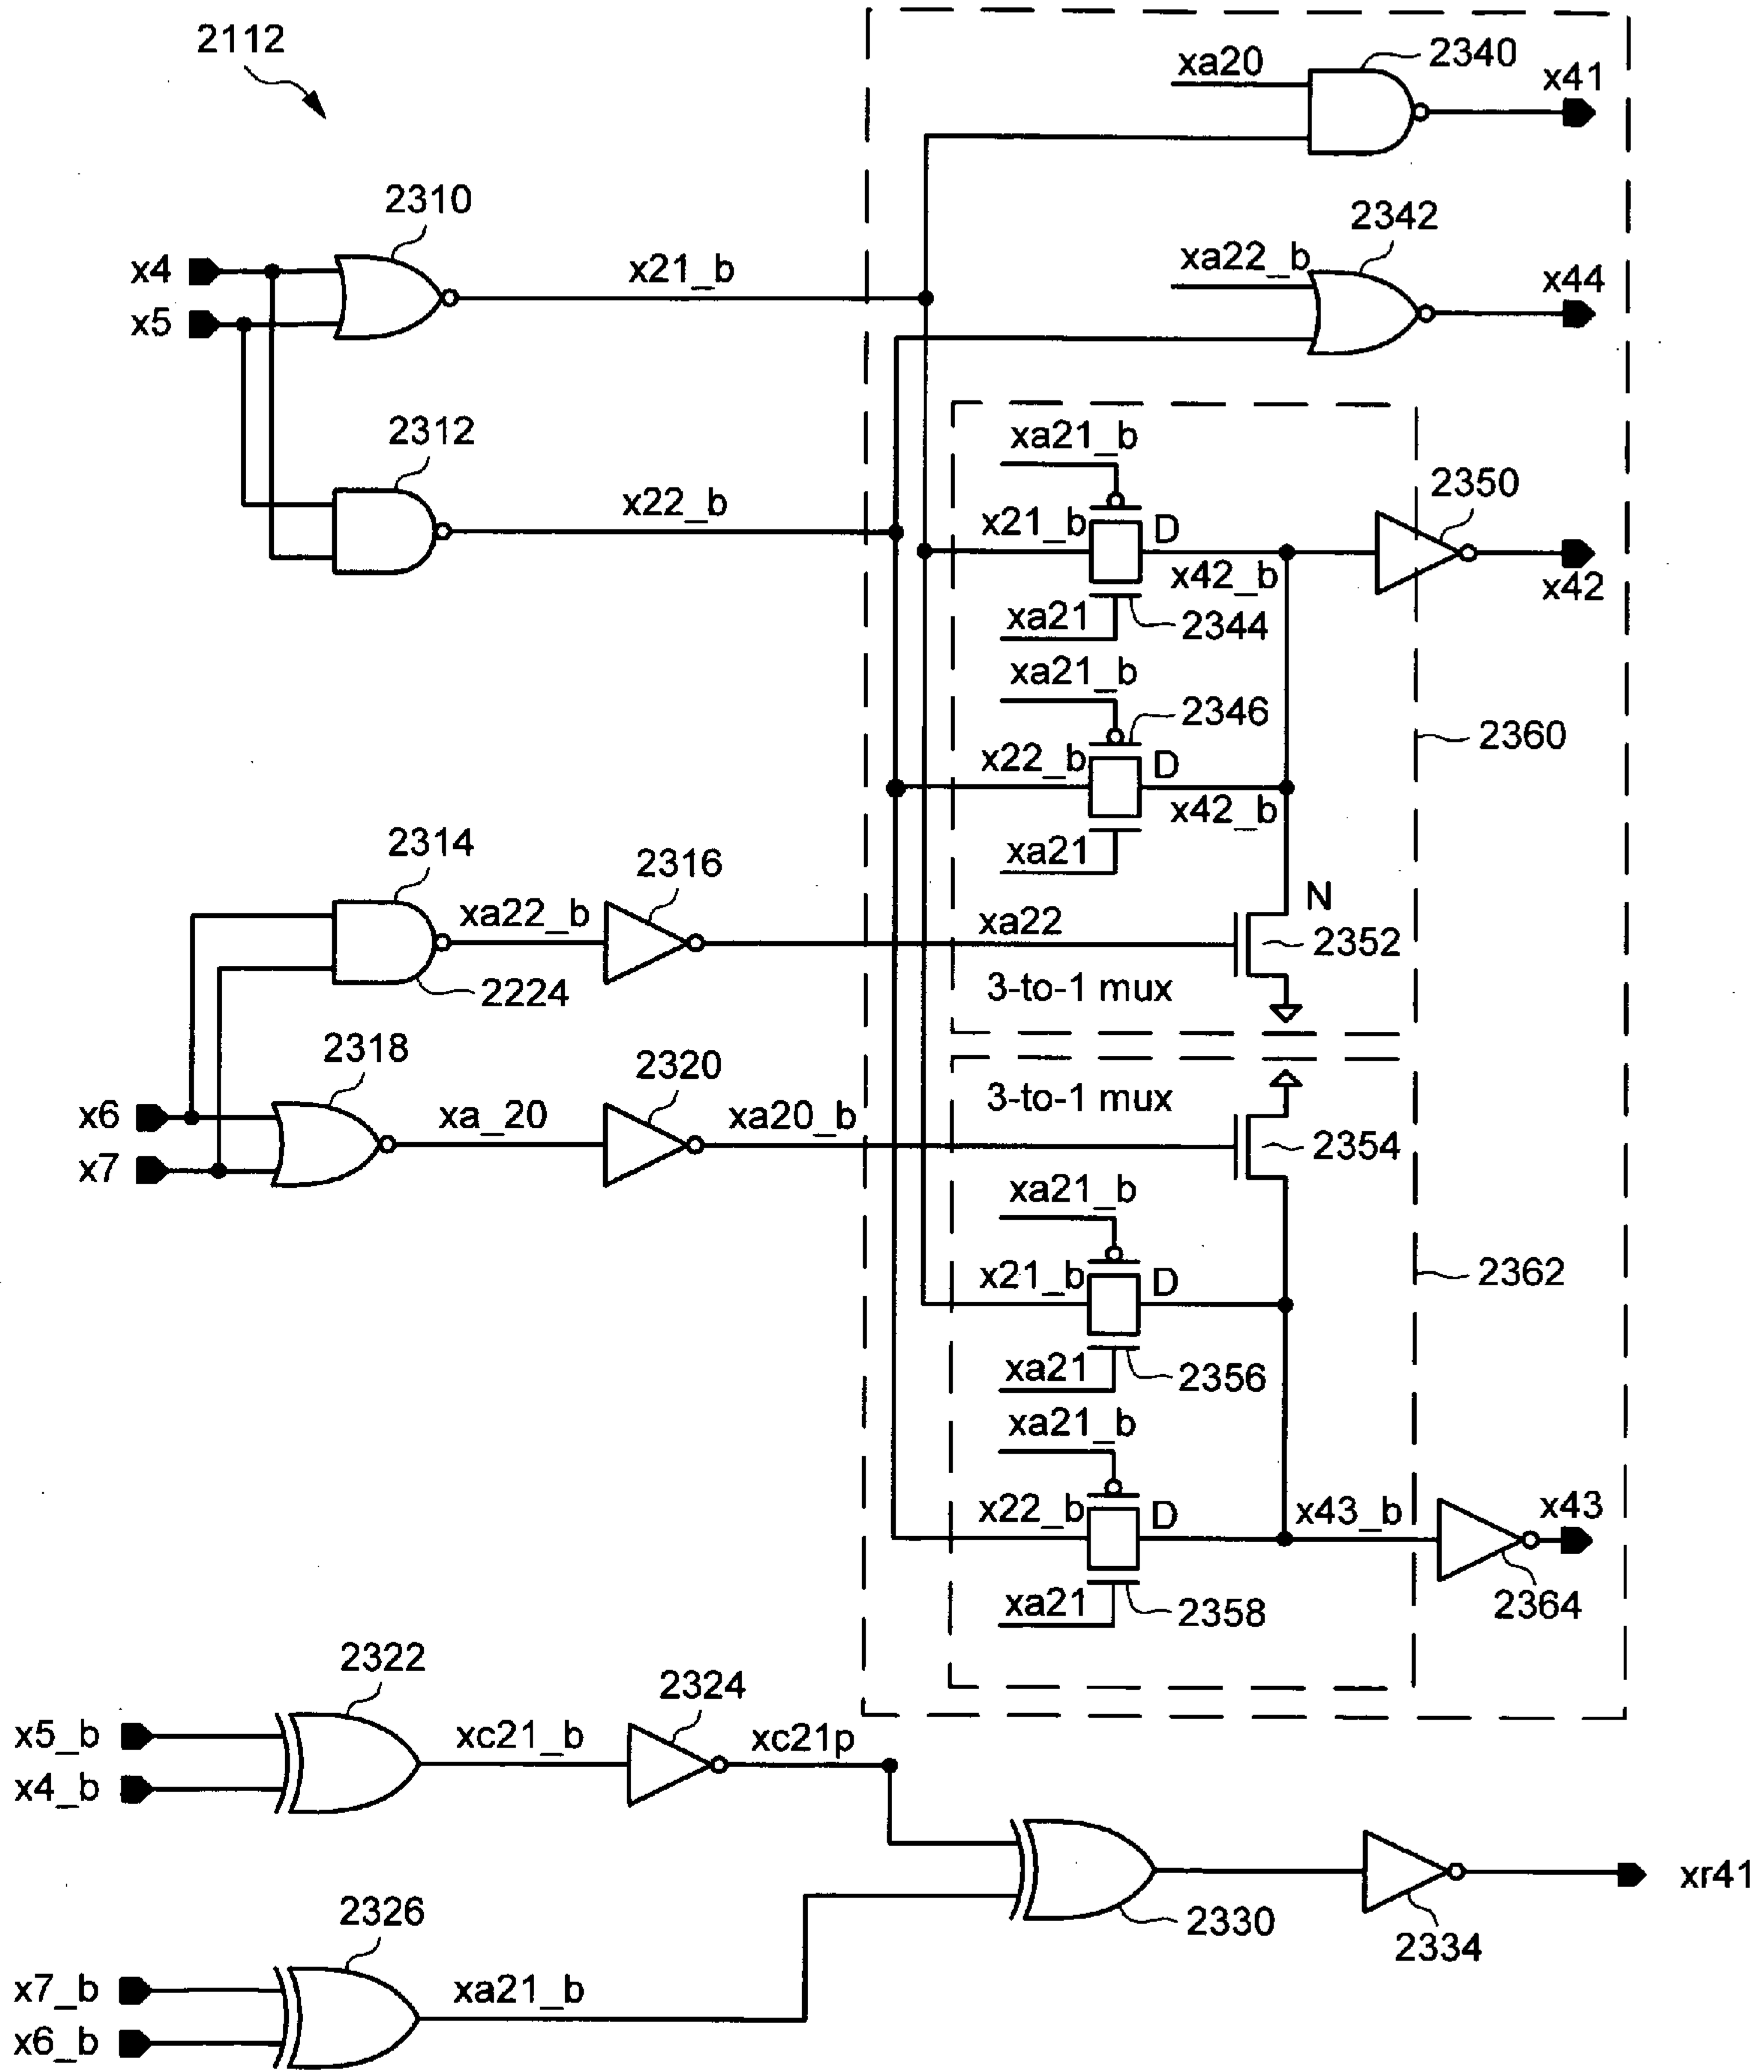 2112
xa20
2340
x41
2310
x4
x5
x21_b
2342
xa22_b
x44
2312
x22_b
xa21_b
x21_b
D
x42_b
2350
x42
xa21
2344
xa21_b
2346
x22_b
D
x42_b
2360
xa21
2314
xa22_b
2316
2224
xa22
N
2352
3-to-1 mux
2318
x6
x7
xa_20
2320
xa20_b
3-to-1 mux
2354
xa21_b
x21_b
D
2362
xa21
2356
xa21_b
x22_b
D
x43_b
x43
xa21
2358
2364
2322
x5_b
x4_b
xc21_b
2324
xc21p
2330
2334
xr41
2326
x7_b
x6_b
xa21_b